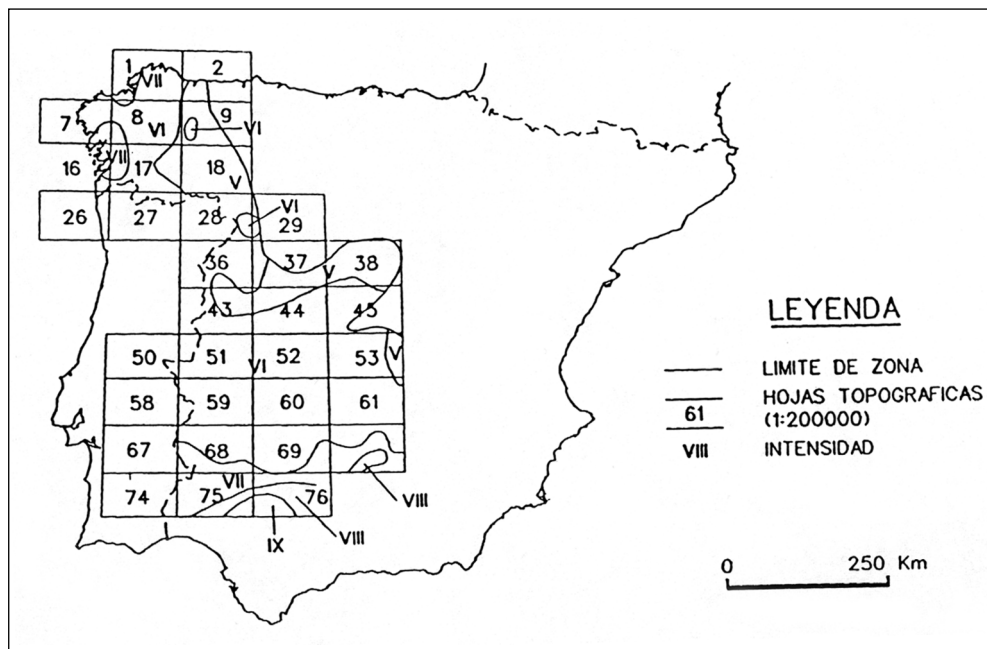 1 2
VII
7 8 VI 9 VI
16 VII 17 18
V
26 27 28 VI 29
36 37 38
V
43 44 45
50 51 VI 52 53 V
58 59 60 61
67 68 69
74 75 VII 76 VIII
IX VIII
LEYENDA
LIMITE DE ZONA
HOJAS TOPOGRAFICAS
61 (1:200000)
VIII INTENSIDAD
0 250 Km